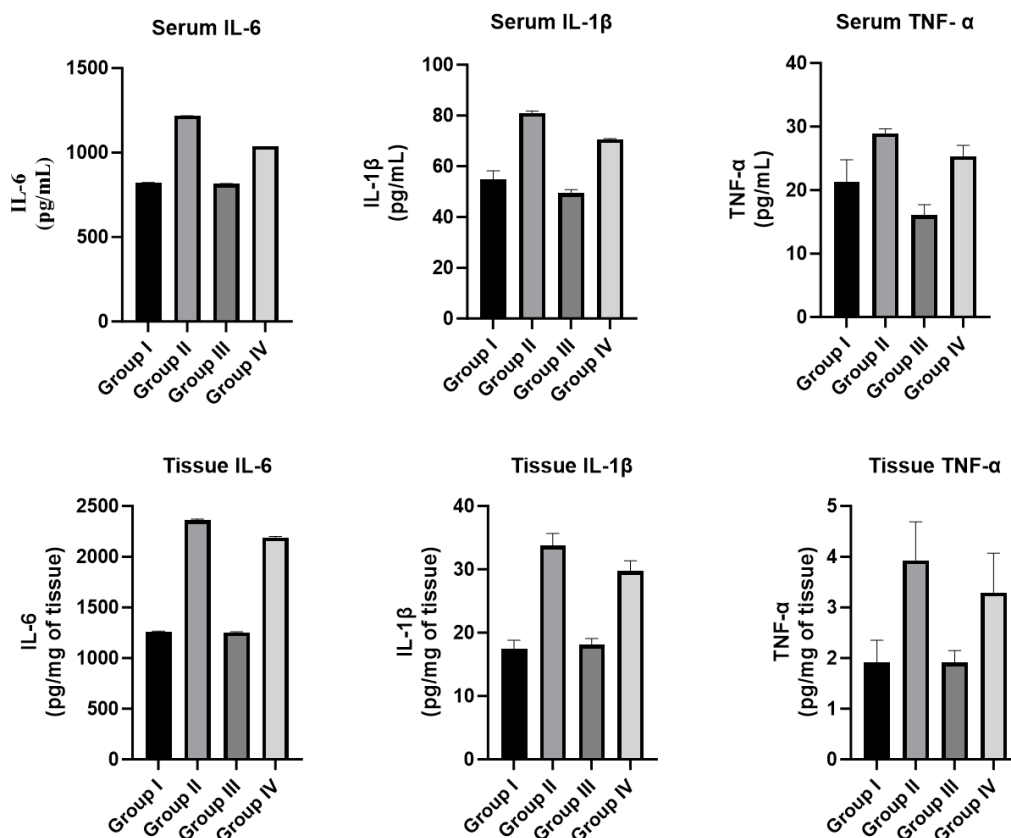 Serum IL-6
IL-6
(pg/mL)
1500
1000
500
0
Group I
Group II
Group III
Group IV
Serum IL-1β
IL-1β
(pg/mL)
100
80
60
40
20
0
Group I
Group II
Group III
Group IV
Serum TNF- α
TNF-α
(pg/mL)
40
30
20
10
0
Group I
Group II
Group III
Group IV
Tissue IL-6
IL-6
(pg/mg of tissue)
2500
2000
1500
1000
500
0
Group I
Group II
Group III
Group IV
Tissue IL-1β
IL-1β
(pg/mg of tissue)
40
30
20
10
0
Group I
Group II
Group III
Group IV
Tissue TNF-α
TNF-α
(pg/mg of tissue)
5
4
3
2
1
0
Group I
Group II
Group III
Group IV